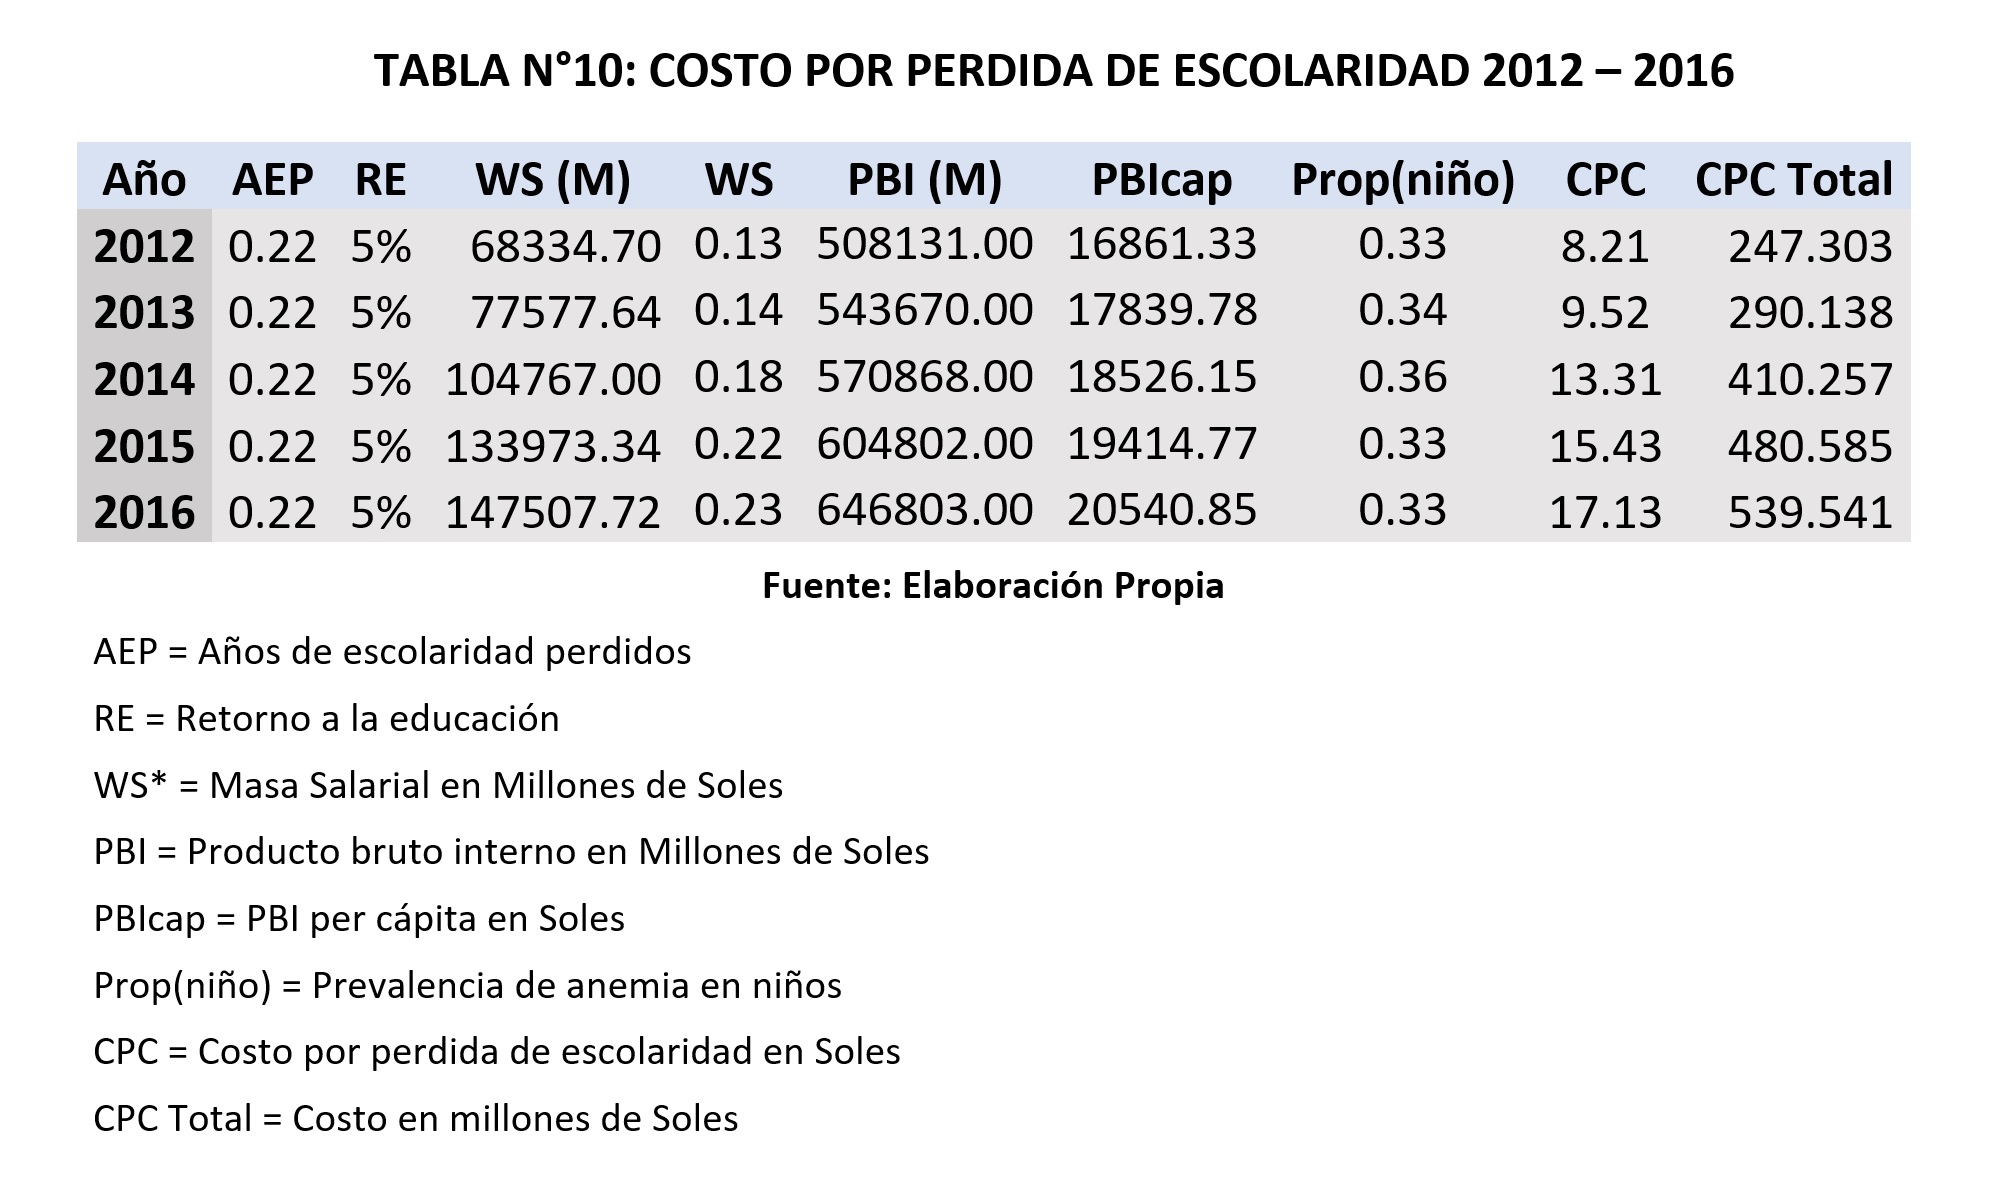 TABLA N°10: COSTO POR PERDIDA DE ESCOLARIDAD 2012 – 2016
Año AEP RE WS (M) WS PBI (M) PBIcap Prop(niño) CPC CPC Total
2012 0.22 5% 68334.70 0.13 508131.00 16861.33 0.33 8.21 247.303
2013 0.22 5% 77577.64 0.14 543670.00 17839.78 0.34 9.52 290.138
2014 0.22 5% 104767.00 0.18 570868.00 18526.15 0.36 13.31 410.257
2015 0.22 5% 133973.34 0.22 604802.00 19414.77 0.33 15.43 480.585
2016 0.22 5% 147507.72 0.23 646803.00 20540.85 0.33 17.13 539.541
Fuente: Elaboración Propia
AEP = Años de escolaridad perdidos
RE = Retorno a la educación
WS* = Masa Salarial en Millones de Soles
PBI = Producto bruto interno en Millones de Soles
PBIcap = PBI per cápita en Soles
Prop(niño) = Prevalencia de anemia en niños
CPC = Costo por perdida de escolaridad en Soles
CPC Total = Costo en millones de Soles